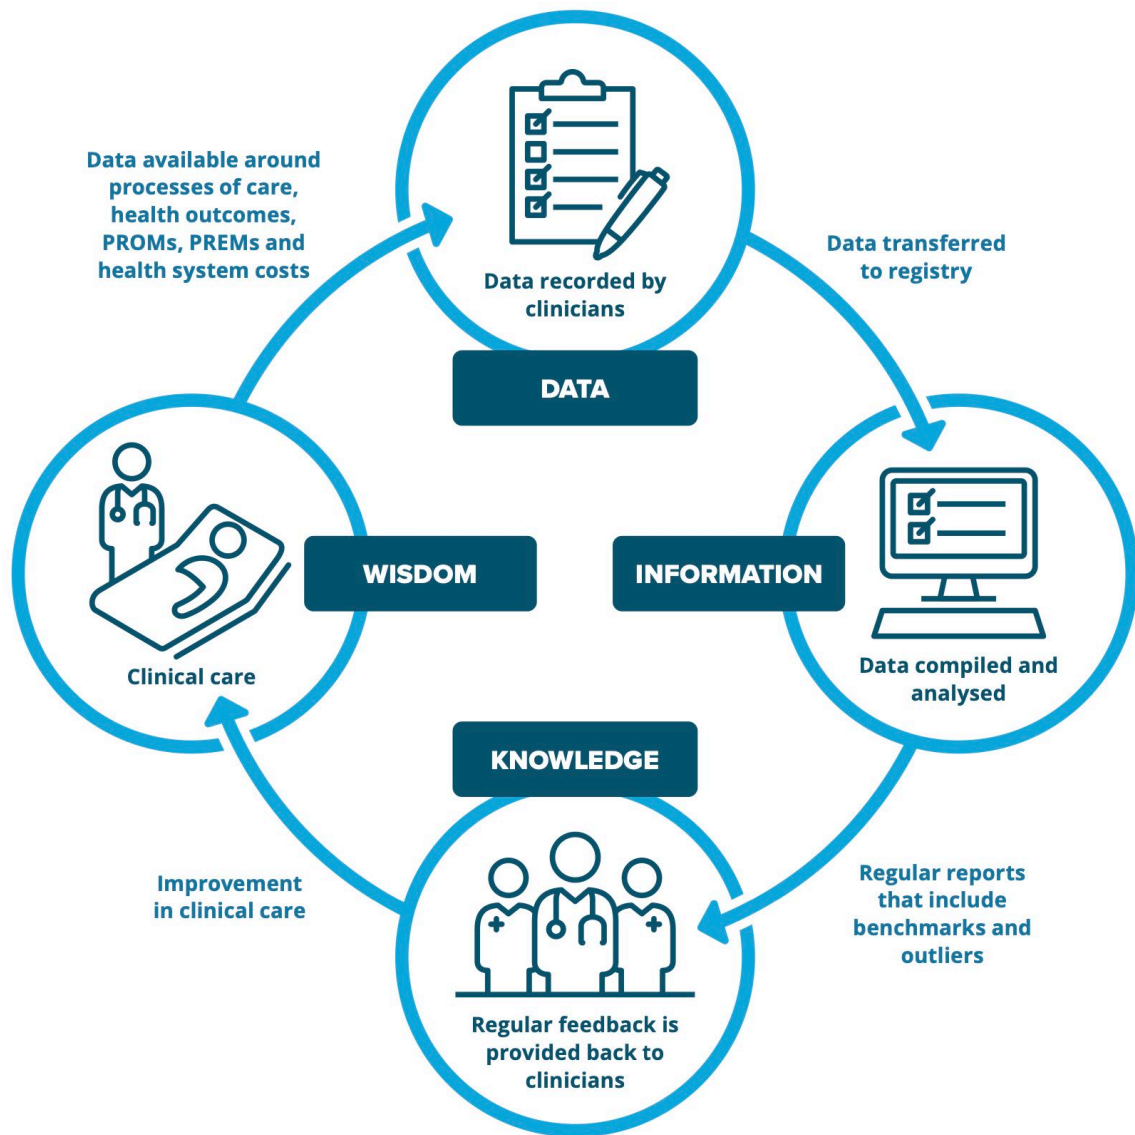 Data available around
processes of care,
health outcomes,
PROMs, PREMs and
health system costs
Data recorded by
clinicians
DATA
Data transferred
to registry
INFORMATION
Data compiled and
analysed
Regular reports
that include
benchmarks and
outliers
KNOWLEDGE
Regular feedback is
provided back to
clinicians
Improvement
in clinical care
WISDOM
Clinical care